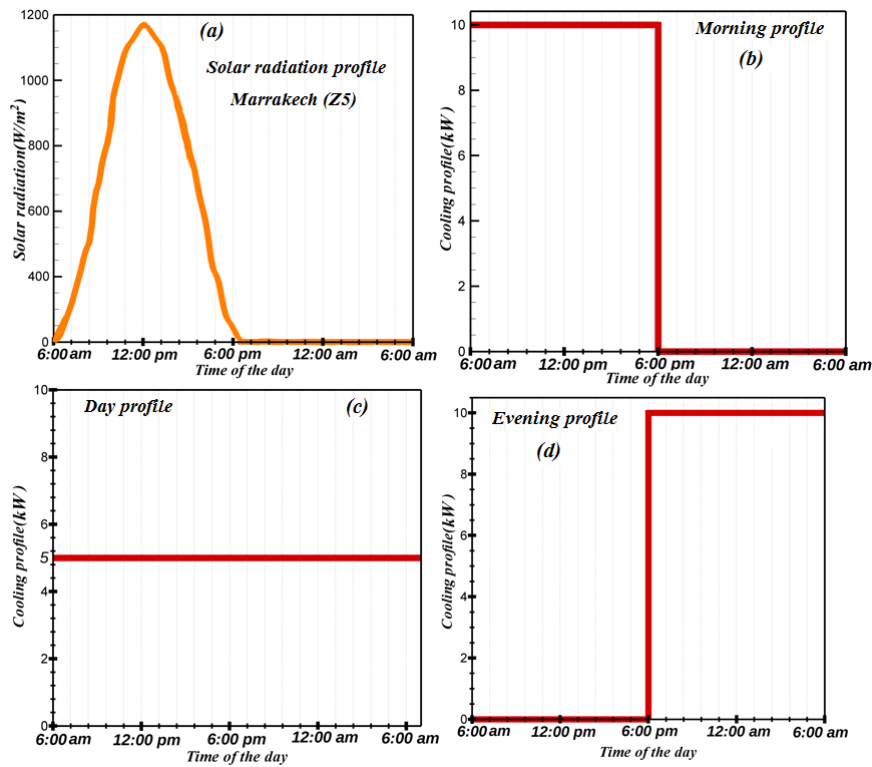 (a)
Solar radiation profile
Marrakech (Z5)
Solar radiation(W/m²)
1200
1000
800
600
400
0
6:00 am 12:00 pm 6:00 pm 12:00 am 6:00 am
Time of the day
Morning profile
(b)
Cooling profile(kW)
10
8
6
4
2
0
6:00 am 12:00 pm 6:00 pm 12:00 am 6:00 am
Time of the day
Day profile (c)
Cooling profile(kW)
10
8
6
5
4
2
0
6:00 am 12:00 pm 6:00 pm 12:00 am 6:00 am
Time of the day
Evening profile
(d)
Cooling profile(kW)
10
8
6
4
2
0
6:00 am 12:00 pm 6:00 pm 12:00 am 6:00 am
Time of the day